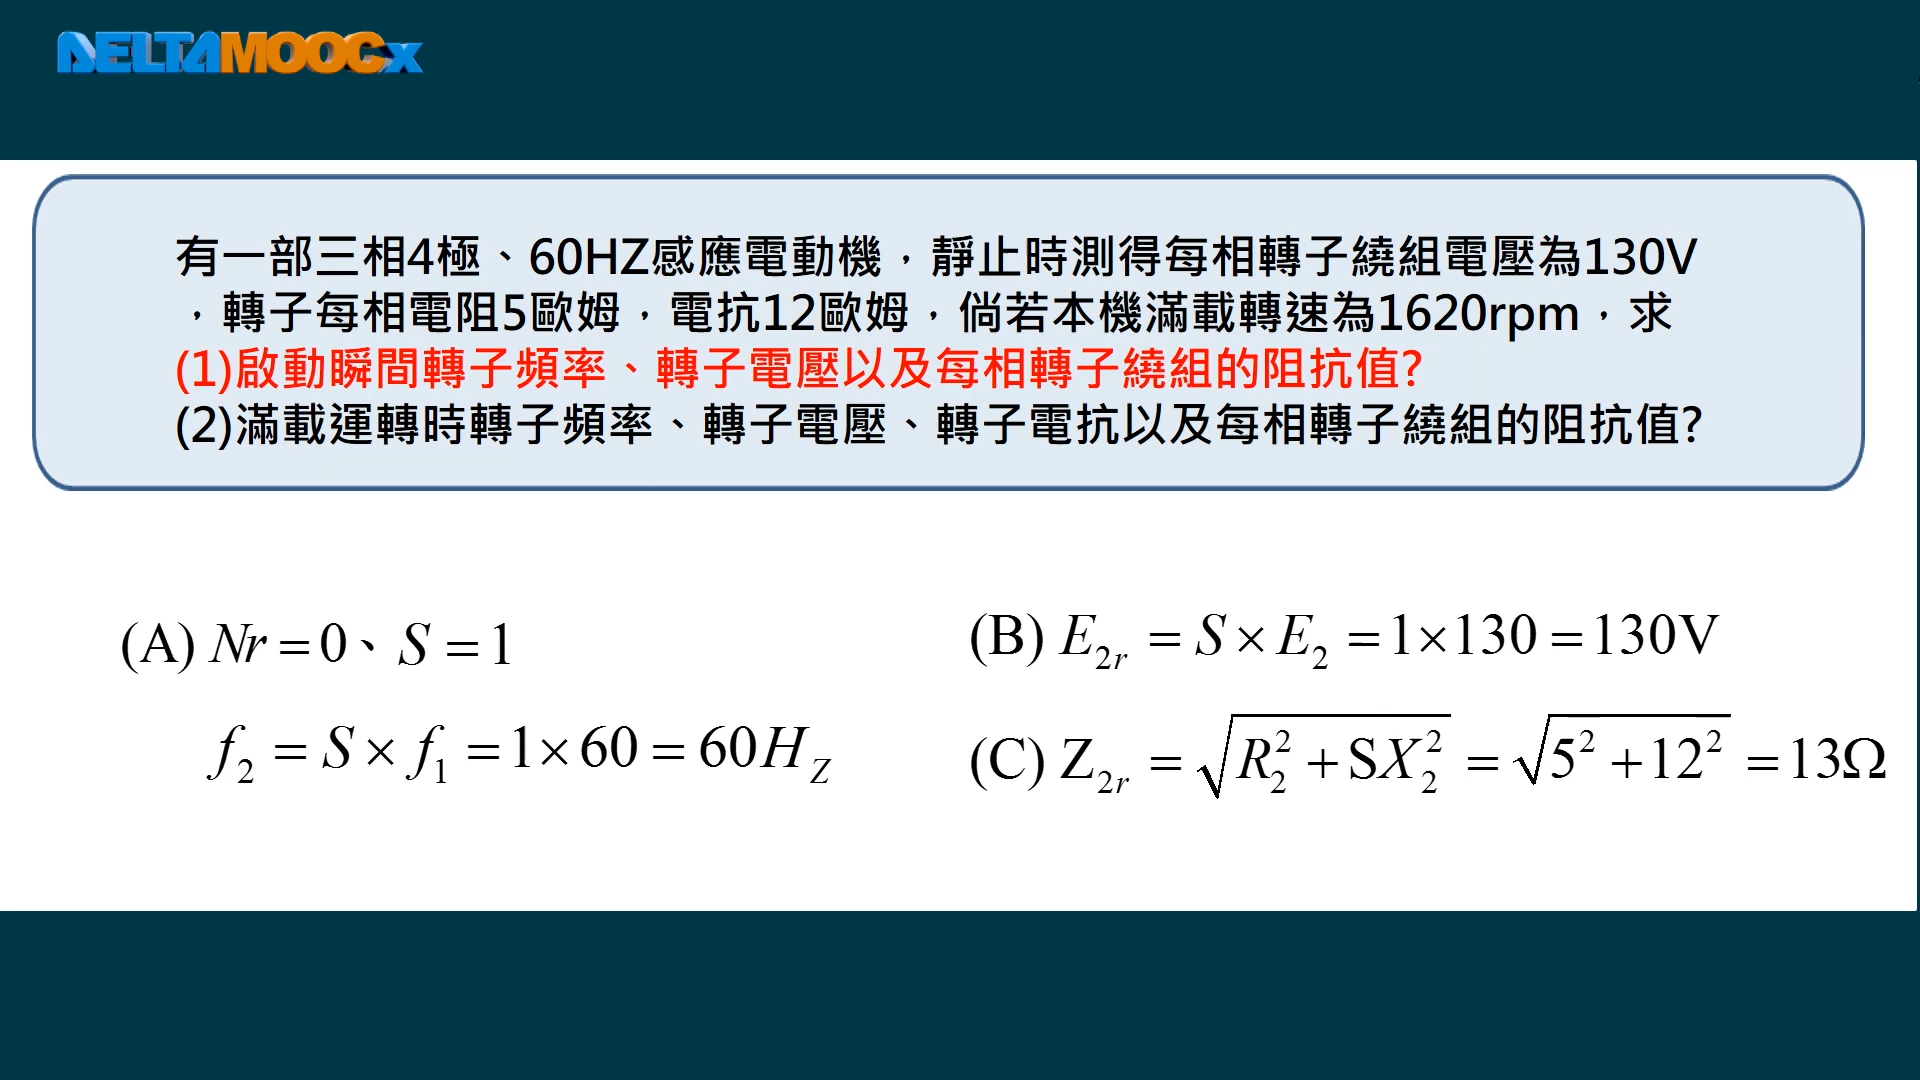 DELTAMOOCx
有一部三相4極、60HZ感應電動機，靜止時測得每相轉子繞組電壓為130V
，轉子每相電阻5歐姆，電抗12歐姆，倘若本機滿載轉速為1620rpm，求
(1)啟動瞬間轉子頻率、轉子電壓以及每相轉子繞組的阻抗值?
(2)滿載運轉時轉子頻率、轉子電壓、轉子電抗以及每相轉子繞組的阻抗值?
(A) Nr = 0、S = 1
f₂ = S × f₁ = 1×60 = 60H_Z
(B) E₂ᵣ = S × E₂ = 1×130 = 130V
(C) Z₂ᵣ = √(R₂² + SX₂²) = √(5² +12²) = 13Ω